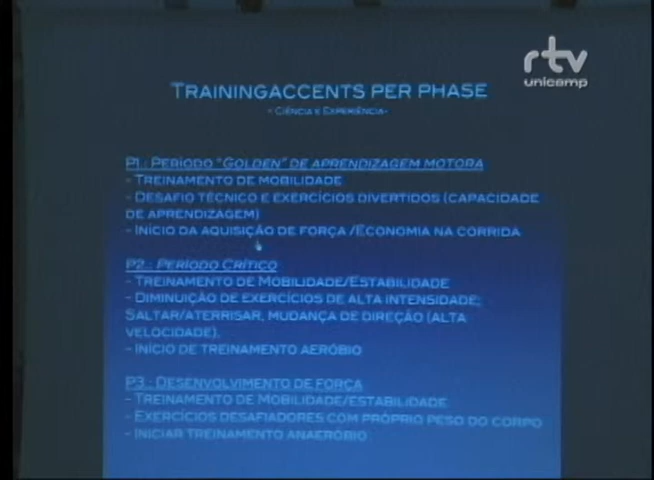 rtv
unicamp
TRAININGACCENTS PER PHASE
- CIÊNCIA E EXPERIÊNCIA-
P1.: PERÍODO "GOLDEN" DE APRENDIZAGEM MOTORA
- TREINAMENTO DE MOBILIDADE
- DESAFIO TÉCNICO E EXERCÍCIOS DIVERTIDOS (CAPACIDADE
DE APRENDIZAGEM)
- INÍCIO DA AQUISIÇÃO DE FORÇA /ECONOMIA NA CORRIDA
P2.: PERÍODO CRÍTICO
- TREINAMENTO DE MOBILIDADE/ESTABILIDADE
- DIMINUIÇÃO DE EXERCÍCIOS DE ALTA INTENSIDADE;
SALTAR/ATERRISAR, MUDANÇA DE DIREÇÃO (ALTA
VELOCIDADE).
- INÍCIO DE TREINAMENTO AERÓBIO
P3.: DESENVOLVIMENTO DE FORÇA
- TREINAMENTO DE MOBILIDADE/ESTABILIDADE
- EXERCÍCIOS DESAFIADORES COM PRÓPRIO PESO DO CORPO
- INICIAR TREINAMENTO ANAERÓBIO